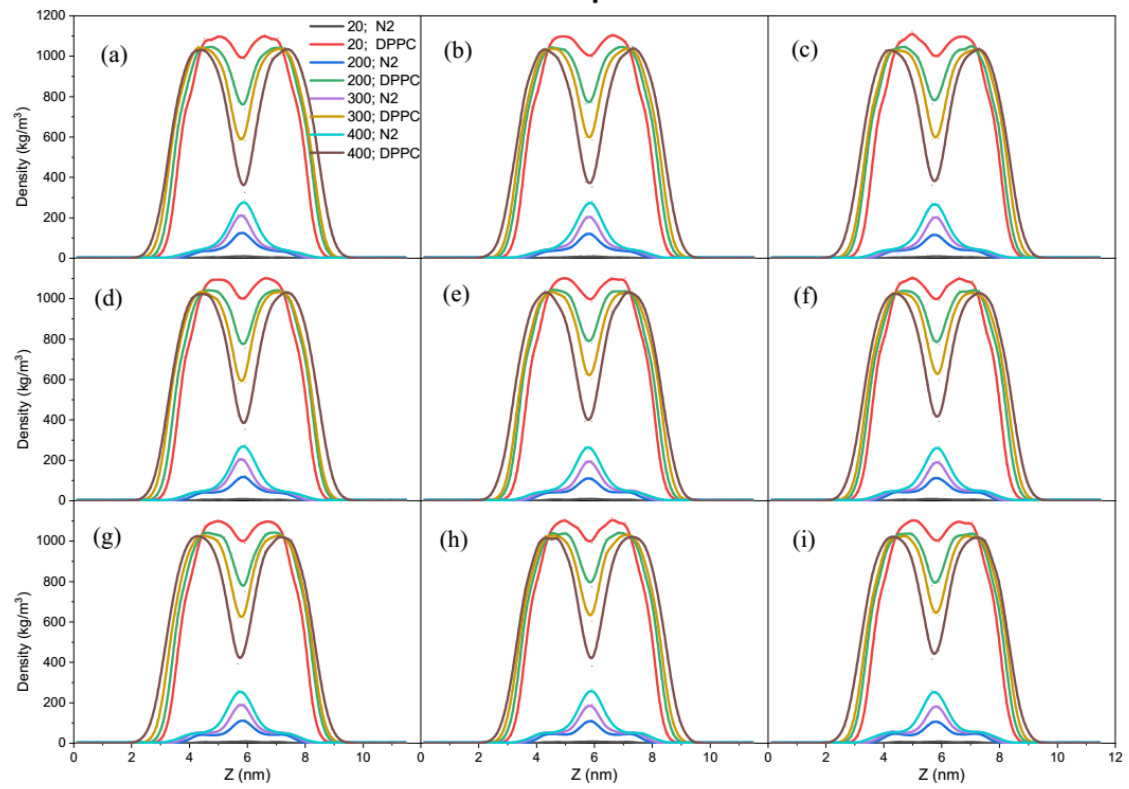 1200
1000
800
600
400
200
0
Density (kg/m³)
(a)
20; N2
20; DPPC
200; N2
200; DPPC
300; N2
300; DPPC
400; N2
400; DPPC
(b)
(c)
1000
800
600
400
200
0
Density (kg/m³)
(d)
(e)
(f)
1000
800
600
400
200
0
Density (kg/m³)
(g)
(h)
(i)
0 2 4 6 8 10
2 4 6 8 10
2 4 6 8 10 12
Z (nm)
Z (nm)
Z (nm)